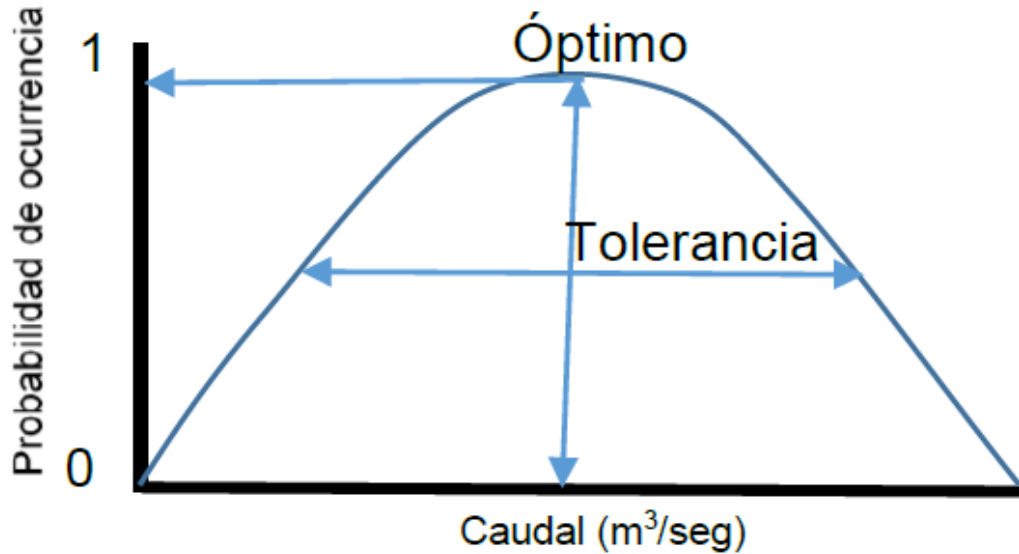 Óptimo
1
Probabilidad de ocurrencia
Tolerancia
0
Caudal (m³/seg)